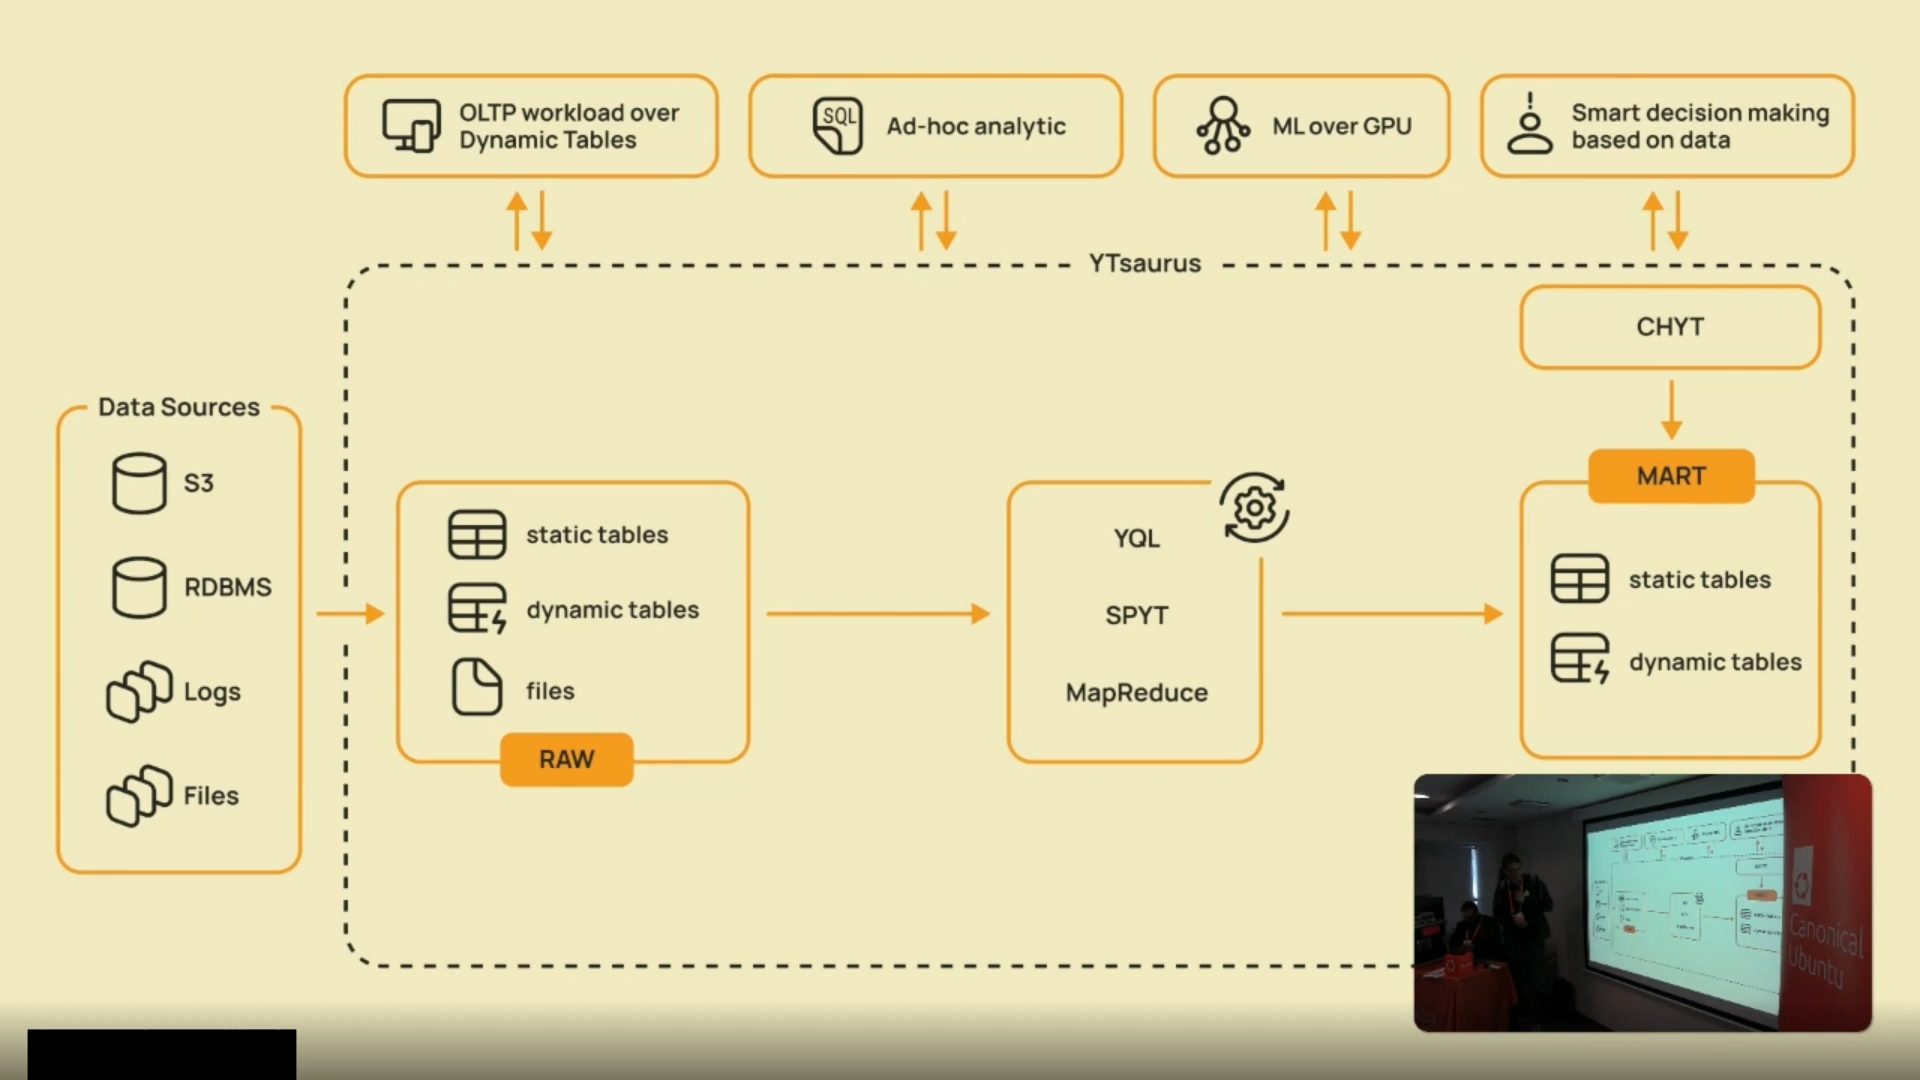 OLTP workload over
Dynamic Tables
SQL
Ad-hoc analytic
ML over GPU
Smart decision making
based on data
YTsaurus
CHYT
Data Sources
S3
RDBMS
Logs
Files
static tables
dynamic tables
files
RAW
YQL
SPYT
MapReduce
MART
static tables
dynamic tables
Canonical
Ubuntu